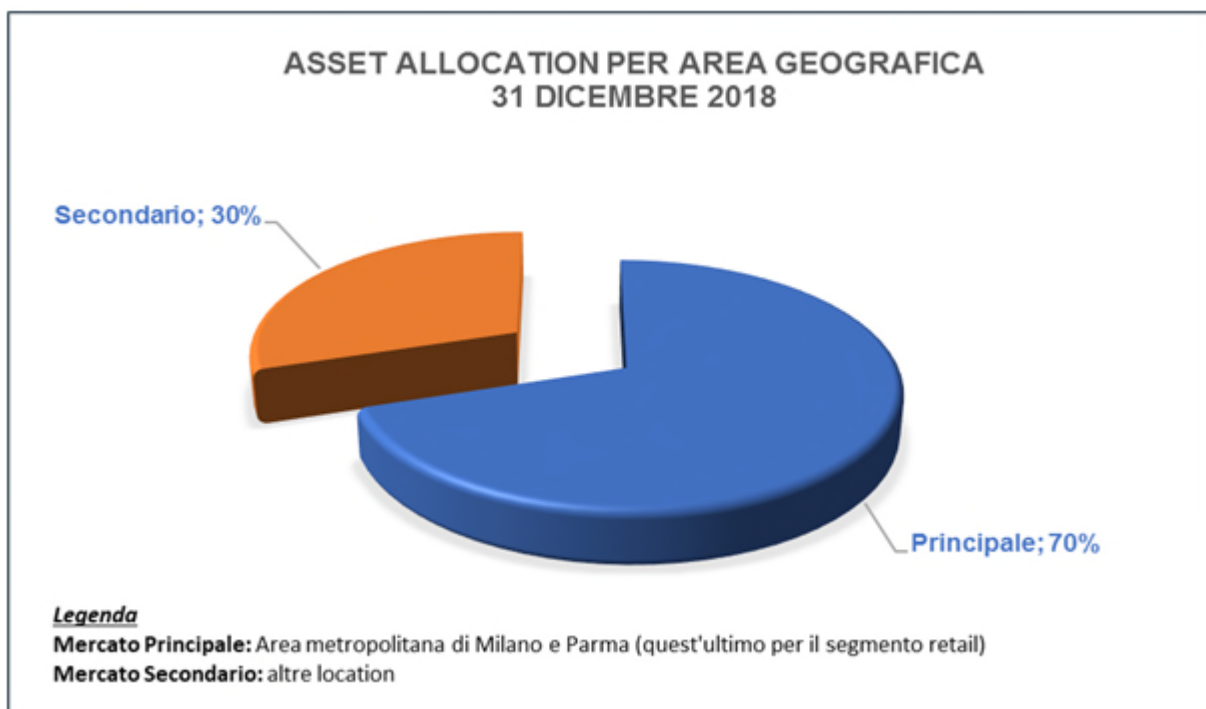 ASSET ALLOCATION PER AREA GEOGRAFICA
31 DICEMBRE 2018
Secondario; 30%
Principale; 70%
Legenda
Mercato Principale: Area metropolitana di Milano e Parma (quest'ultimo per il segmento retail)
Mercato Secondario: altre location